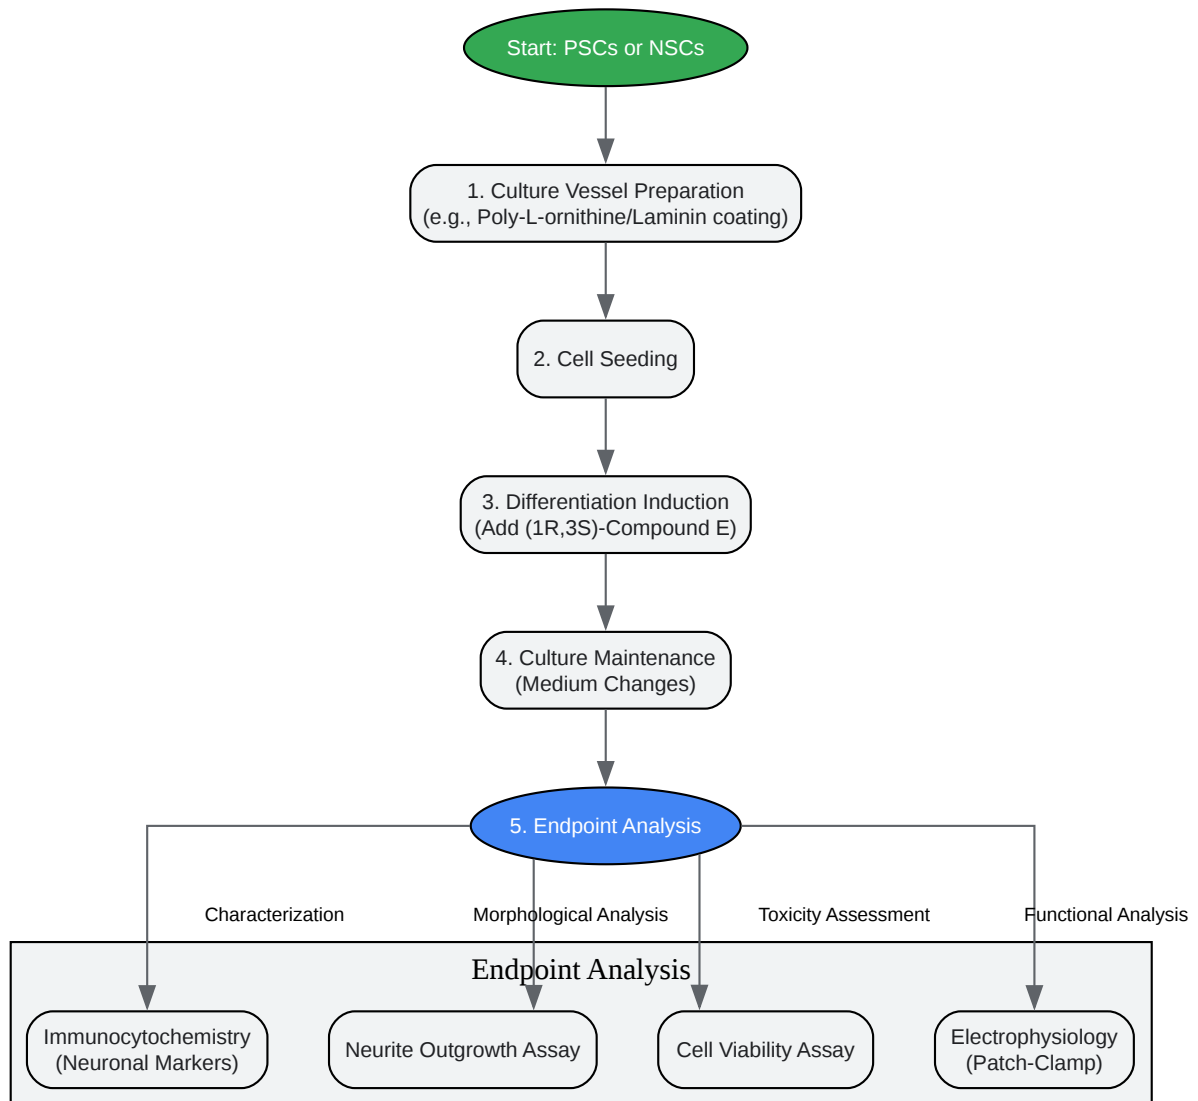 Start: PSCs or NSCs
1. Culture Vessel Preparation
(e.g., Poly-L-ornithine/Laminin coating)
2. Cell Seeding
3. Differentiation Induction
(Add (1R,3S)-Compound E)
4. Culture Maintenance
(Medium Changes)
5. Endpoint Analysis
Characterization
Morphological Analysis
Toxicity Assessment
Functional Analysis
Endpoint Analysis
Immunocytochemistry
(Neuronal Markers)
Neurite Outgrowth Assay
Cell Viability Assay
Electrophysiology
(Patch-Clamp)